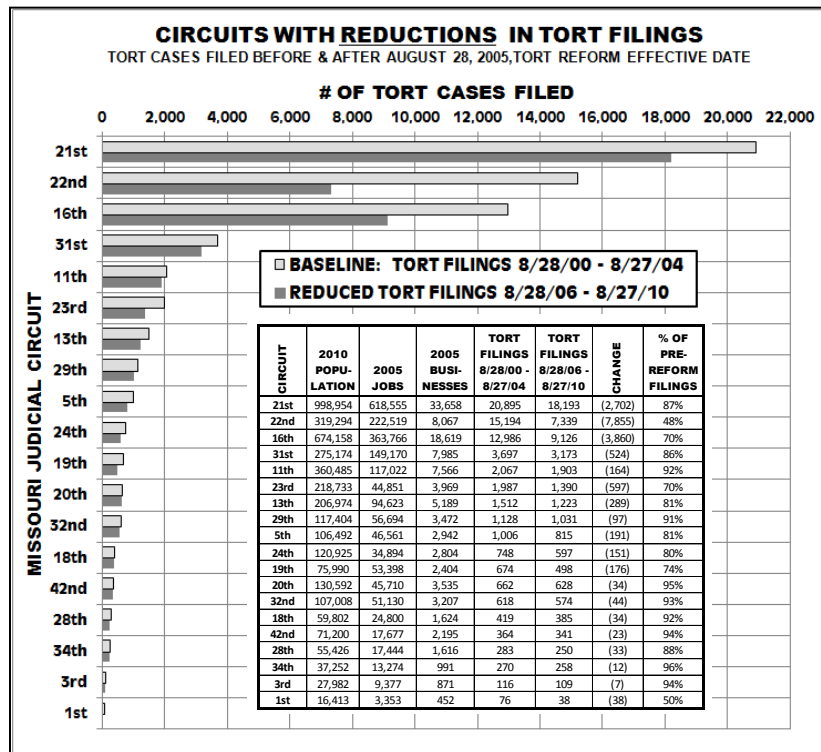 CIRCUITS WITH REDUCTIONS IN TORT FILINGS
TORT CASES FILED BEFORE & AFTER AUGUST 28, 2005,TORT REFORM EFFECTIVE DATE
# OF TORT CASES FILED
0 2,000 4,000 6,000 8,000 10,000 12,000 14,000 16,000 18,000 20,000 22,000
MISSOURI JUDICIAL CIRCUIT
21st
22nd
16th
31st
11th
23rd
13th
29th
5th
24th
19th
20th
32nd
18th
42nd
28th
34th
3rd
1st
BASELINE: TORT FILINGS 8/28/00 - 8/27/04
REDUCED TORT FILINGS 8/28/06 - 8/27/10
CIRCUIT 2010 POPU-LATION 2005 JOBS 2005 BUSI-NESSES TORT FILINGS 8/28/00 - 8/27/04 TORT FILINGS 8/28/06 - 8/27/10 CHANGE % OF PRE-REFORM FILINGS
21st 998,954 618,555 33,658 20,895 18,193 (2,702) 87%
22nd 319,294 222,519 8,067 15,194 7,339 (7,855) 48%
16th 674,158 363,766 18,619 12,986 9,126 (3,860) 70%
31st 275,174 149,170 7,985 3,697 3,173 (524) 86%
11th 360,485 117,022 7,566 2,067 1,903 (164) 92%
23rd 218,733 44,851 3,969 1,987 1,390 (597) 70%
13th 206,974 94,623 5,189 1,512 1,223 (289) 81%
29th 117,404 56,694 3,472 1,128 1,031 (97) 91%
5th 106,492 46,561 2,942 1,006 815 (191) 81%
24th 120,925 34,894 2,804 748 597 (151) 80%
19th 75,990 53,398 2,404 674 498 (176) 74%
20th 130,592 45,710 3,535 662 628 (34) 95%
32nd 107,008 51,130 3,207 618 574 (44) 93%
18th 59,802 24,800 1,624 419 385 (34) 92%
42nd 71,200 17,677 2,195 364 341 (23) 94%
28th 55,426 17,444 1,616 283 250 (33) 88%
34th 37,252 13,274 991 270 258 (12) 96%
3rd 27,982 9,377 871 116 109 (7) 94%
1st 16,413 3,353 452 76 38 (38) 50%